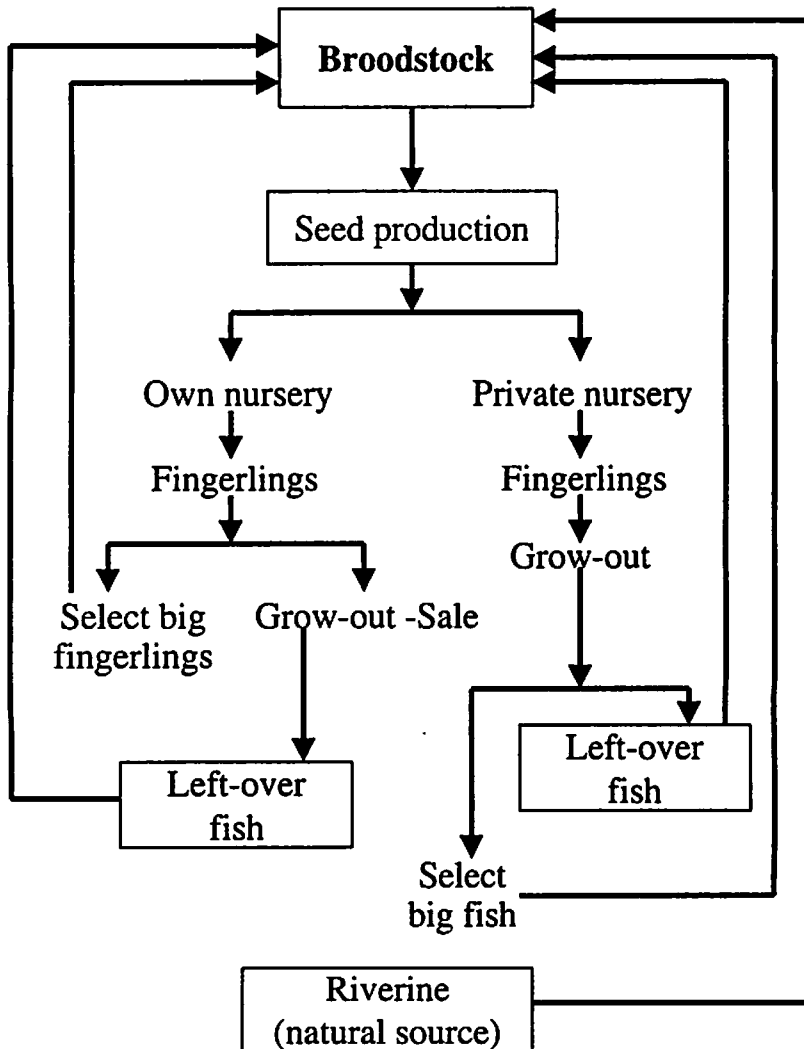 Broodstock
Seed production
Own nursery
Private nursery
Fingerlings
Fingerlings
Grow-out
Select big
fingerlings
Grow-out -Sale
Left-over
fish
Left-over
fish
Select
big fish
Riverine
(natural source)